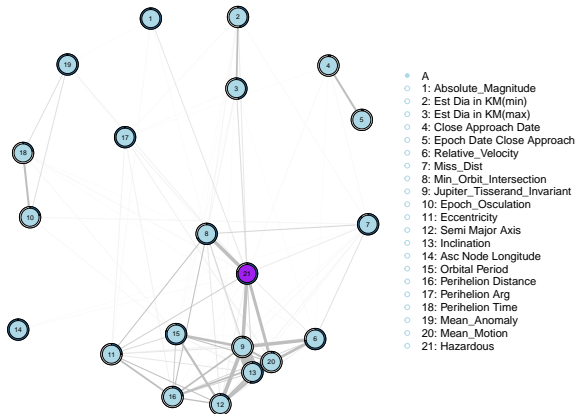 1
2
19
3
4
5
17
18
10
8
7
21
14
15
6
9
11
20
13
16
12
A
1: Absolute_Magnitude
2: Est Dia in KM(min)
3: Est Dia in KM(max)
4: Close Approach Date
5: Epoch Date Close Approach
6: Relative_Velocity
7: Miss_Dist
8: Min_Orbit_Intersection
9: Jupiter_Tisserand_Invariant
10: Epoch_Osculation
11: Eccentricity
12: Semi Major Axis
13: Inclination
14: Asc Node Longitude
15: Orbital Period
16: Perihelion Distance
17: Perihelion Arg
18: Perihelion Time
19: Mean_Anomaly
20: Mean_Motion
21: Hazardous